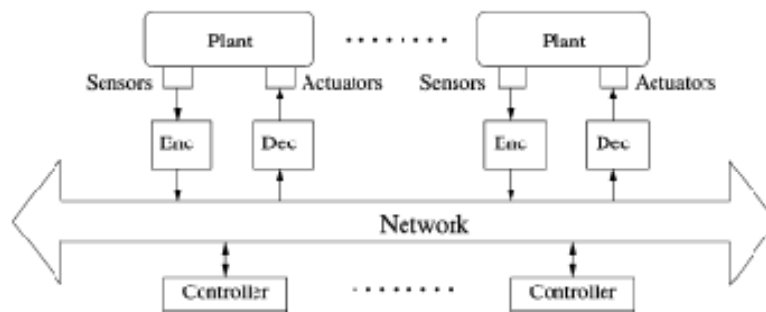 Plant
Plant
Sensors
Actuators
Sensors
Actuators
Enc
Dec
Enc
Dec
Network
Controller
Controller